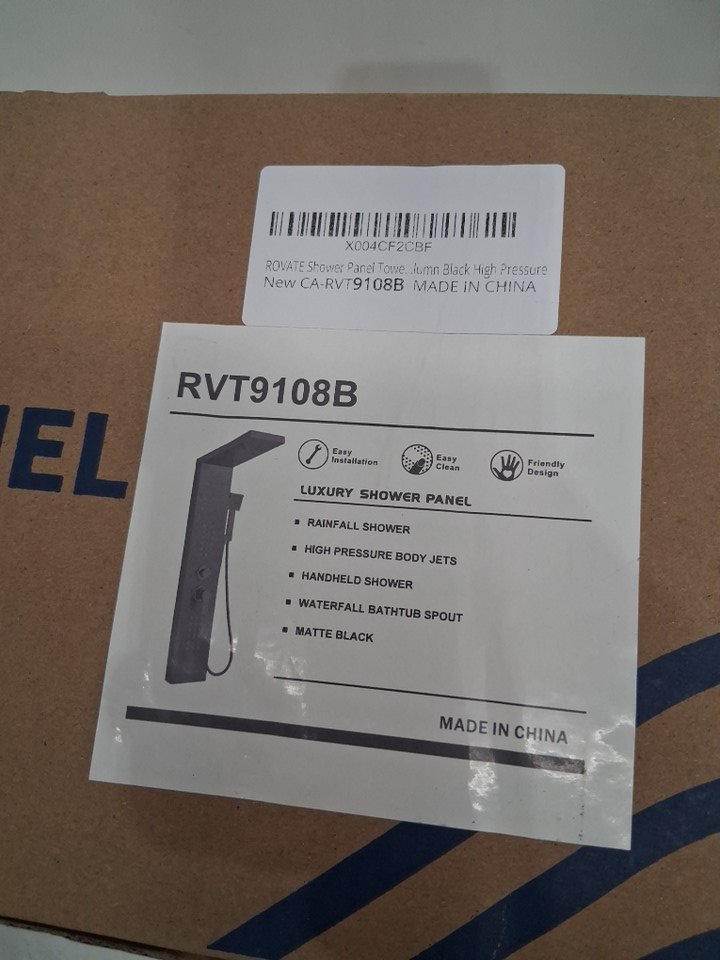 X004CF2CBF
ROVATE Shower Panel Towe...lumn Black High Pressure
New CA-RVT9108B MADE IN CHINA
RVT9108B
Easy
Installation
Easy
Clean
Friendly
Design
NEL
LUXURY SHOWER PANEL
▪ RAINFALL SHOWER
▪ HIGH PRESSURE BODY JETS
▪ HANDHELD SHOWER
▪ WATERFALL BATHTUB SPOUT
▪ MATTE BLACK
MADE IN CHINA